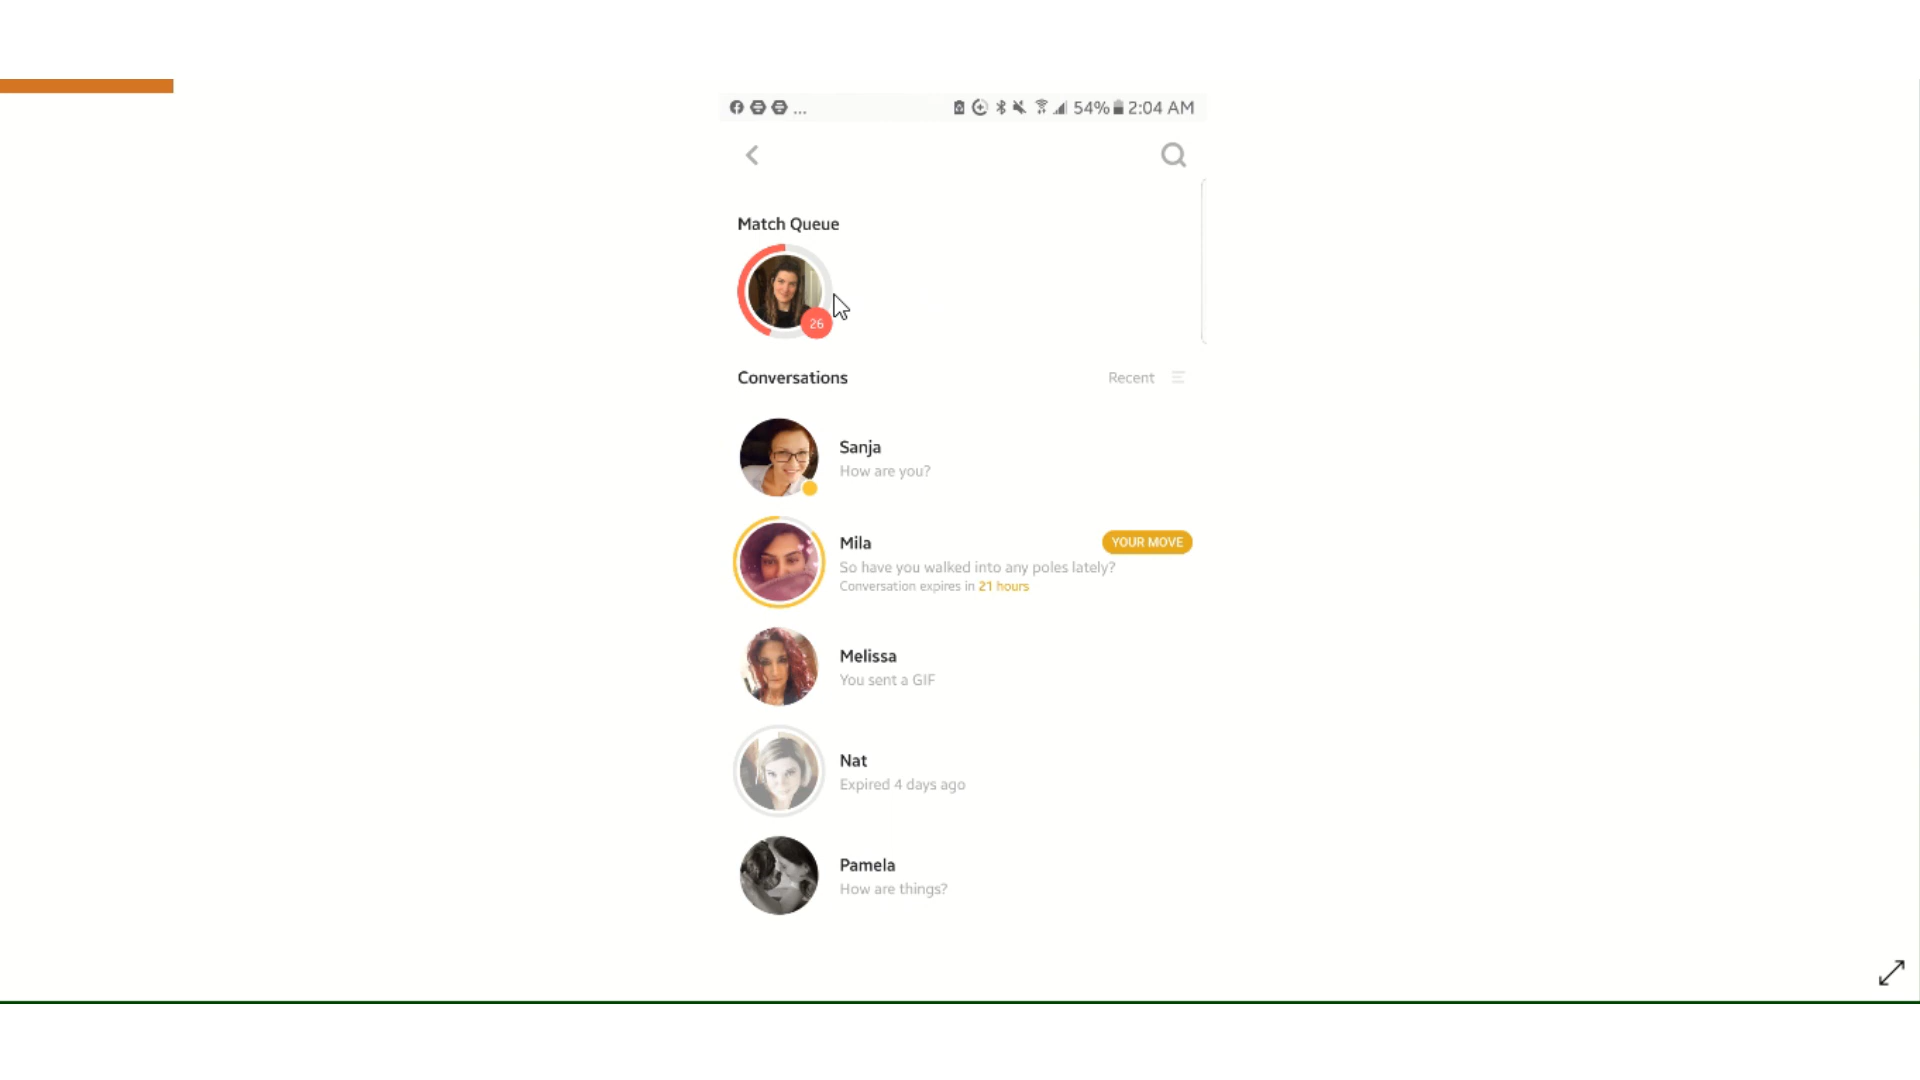 ... 54% 2:04 AM
Match Queue
26
Conversations
Recent
Sanja
How are you?
Mila
YOUR MOVE
So have you walked into any poles lately?
Conversation expires in 21 hours
Melissa
You sent a GIF
Nat
Expired 4 days ago
Pamela
How are things?